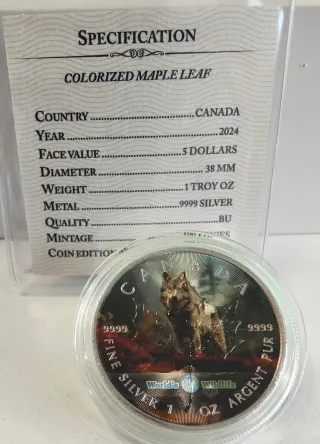 SPECIFICATION
COLORIZED MAPLE LEAF
COUNTRY ........ CANADA
YEAR ........ 2024
FACE VALUE ........ 5 DOLLARS
DIAMETER ........ 38 MM
WEIGHT ........ 1 TROY OZ
METAL ........ 9999 SILVER
QUALITY ........ BU
MINTAGE
COIN EDITION
CANADA
9999 9999
World's Wildlife
FINE SILVER 1 OZ ARGENT PUR